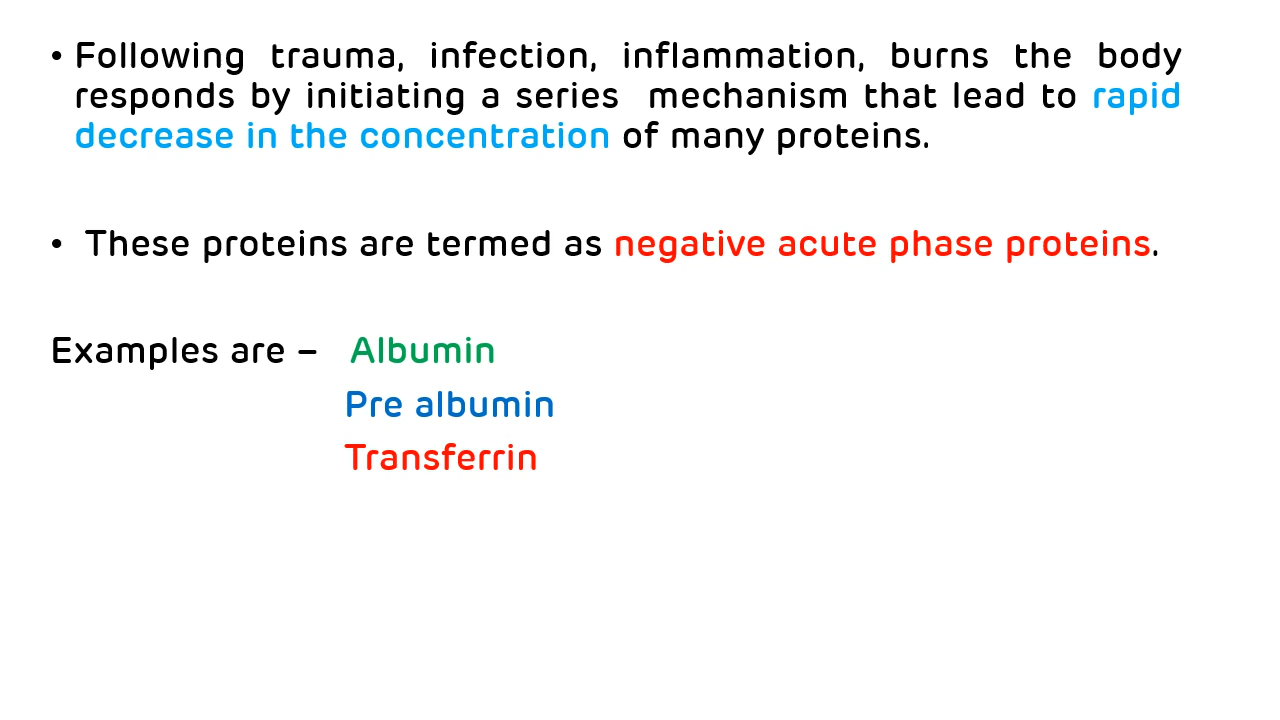 • Following trauma, infection, inflammation, burns the body
responds by initiating a series mechanism that lead to rapid
decrease in the concentration of many proteins.
• These proteins are termed as negative acute phase proteins.
Examples are – Albumin
Pre albumin
Transferrin